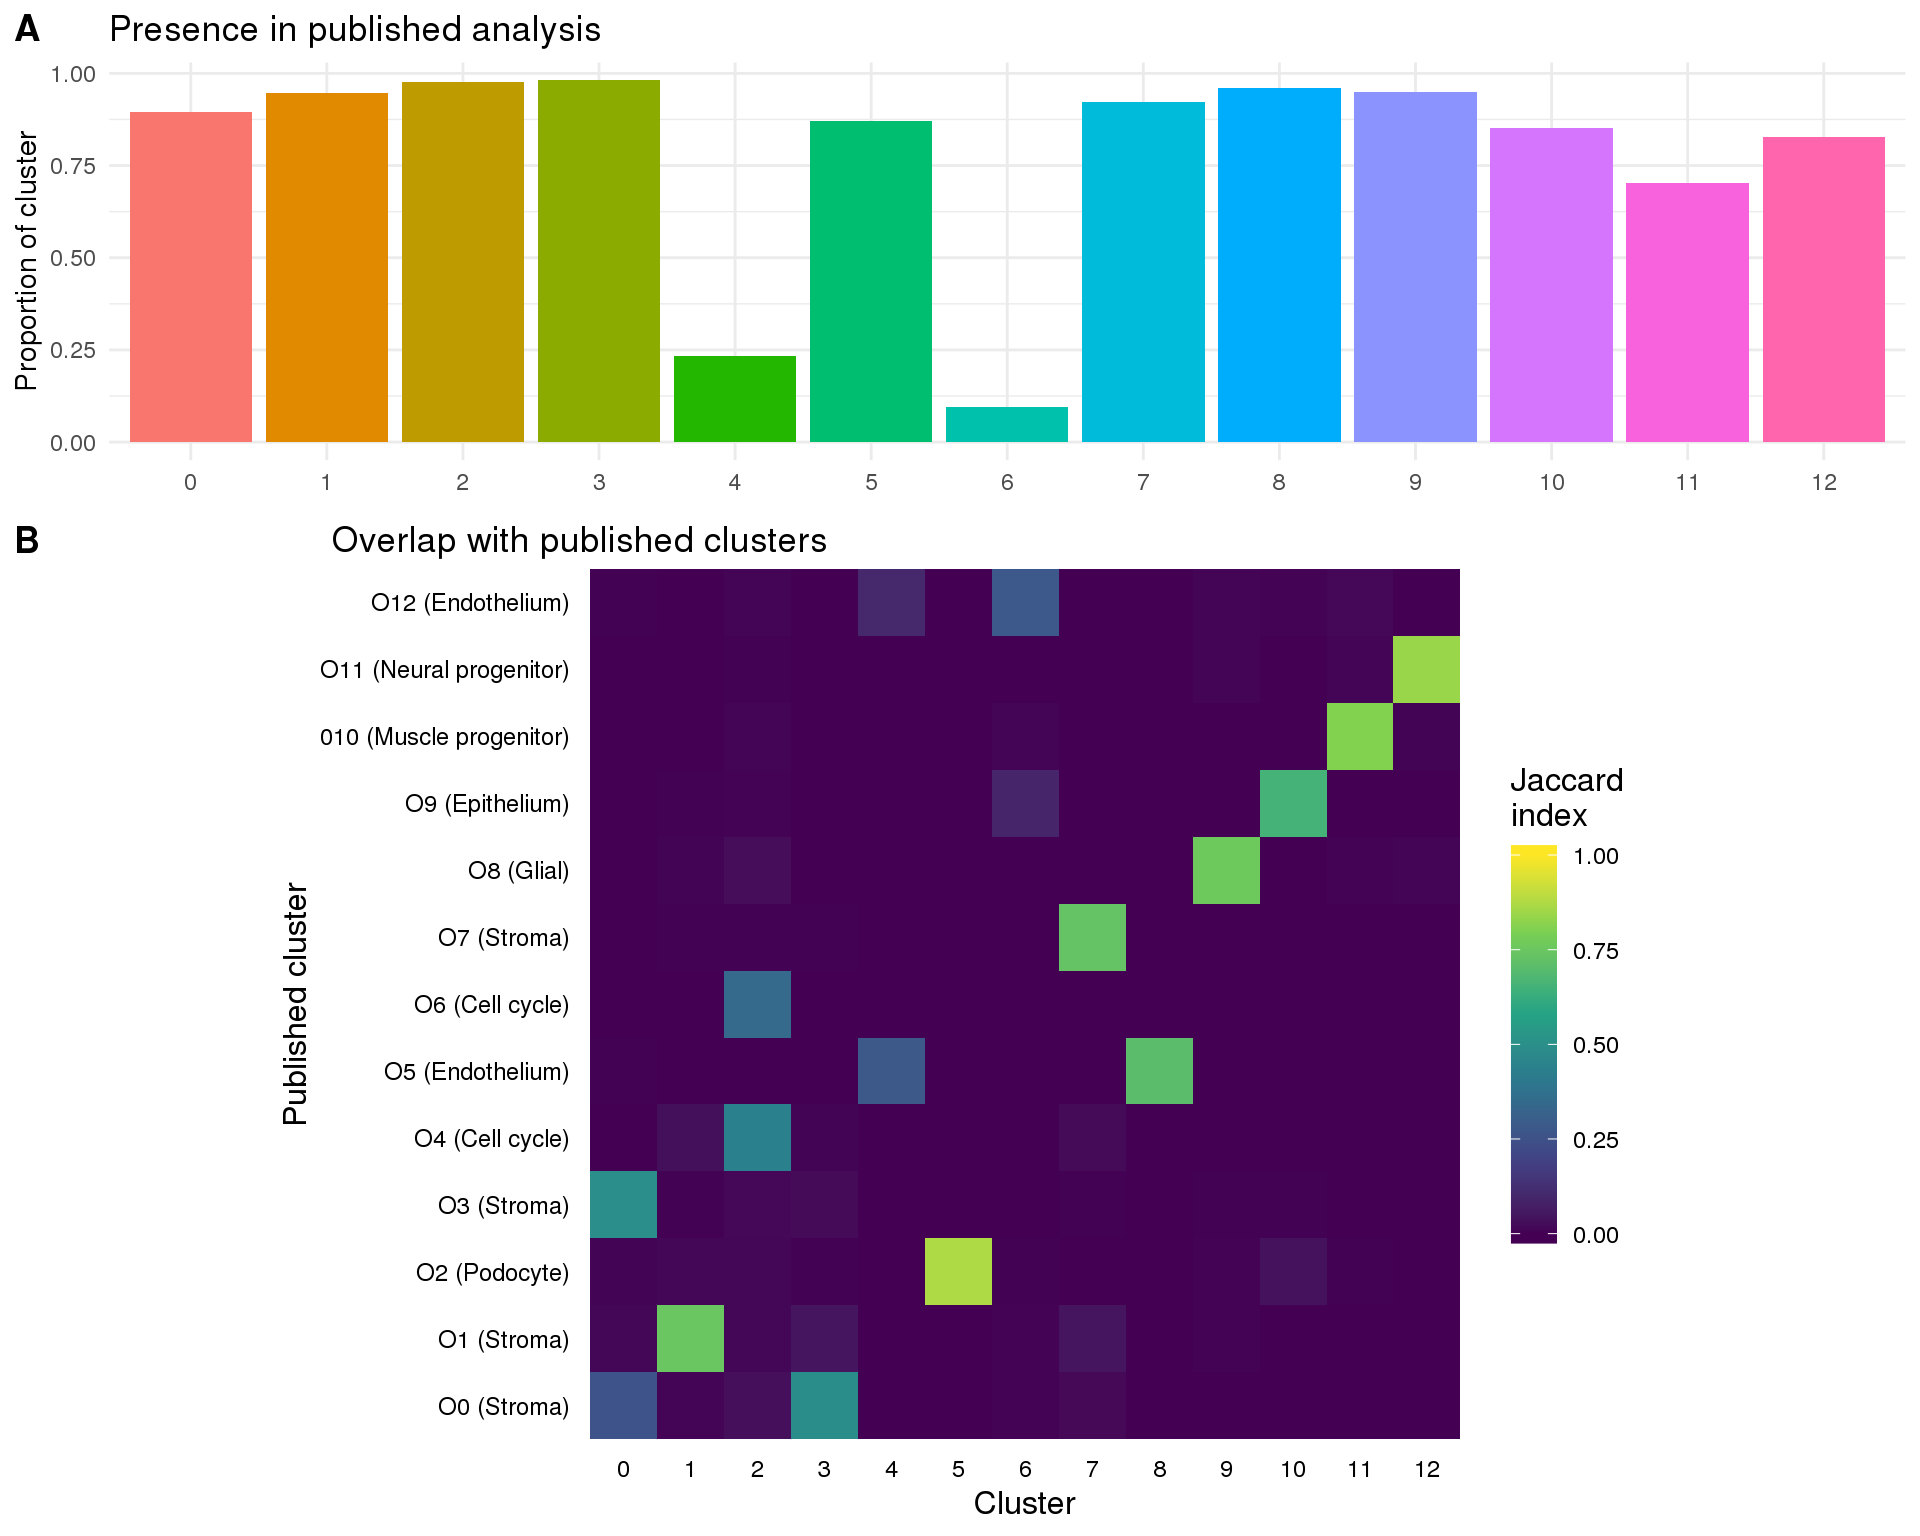 A
Presence in published analysis
Proportion of cluster
1.00
0.75
0.50
0.25
0.00
0 1 2 3 4 5 6 7 8 9 10 11 12
B
Overlap with published clusters
Published cluster
O12 (Endothelium)
O11 (Neural progenitor)
010 (Muscle progenitor)
O9 (Epithelium)
O8 (Glial)
O7 (Stroma)
O6 (Cell cycle)
O5 (Endothelium)
O4 (Cell cycle)
O3 (Stroma)
O2 (Podocyte)
O1 (Stroma)
O0 (Stroma)
0 1 2 3 4 5 6 7 8 9 10 11 12
Cluster
Jaccard
index
1.00
0.75
0.50
0.25
0.00